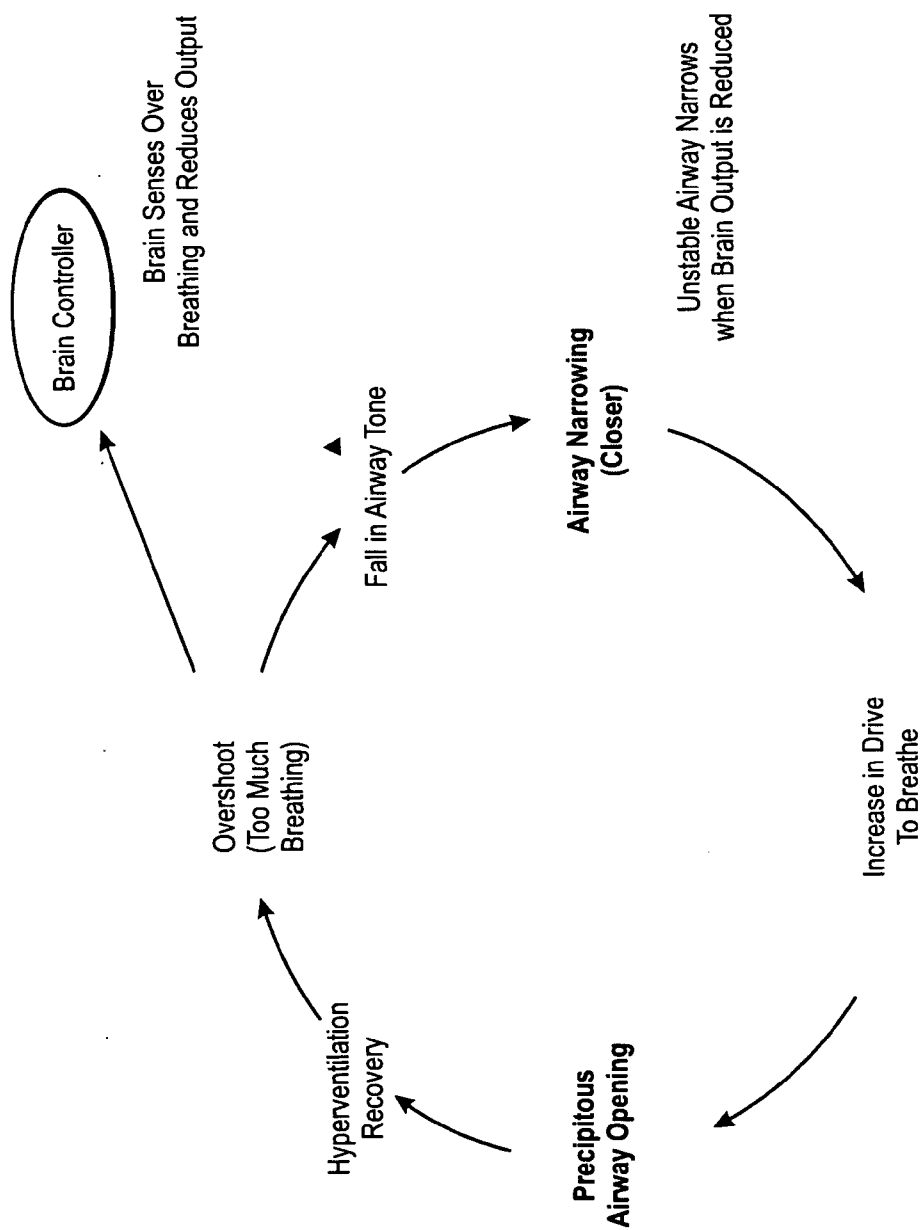 Brain Controller
Brain Senses Over
Breathing and Reduces Output
Overshoot
(Too Much
Breathing)
Fall in Airway Tone
Airway Narrowing
(Closer)
Unstable Airway Narrows
when Brain Output is Reduced
Increase in Drive
To Breathe
Precipitous
Airway Opening
Hyperventilation
Recovery